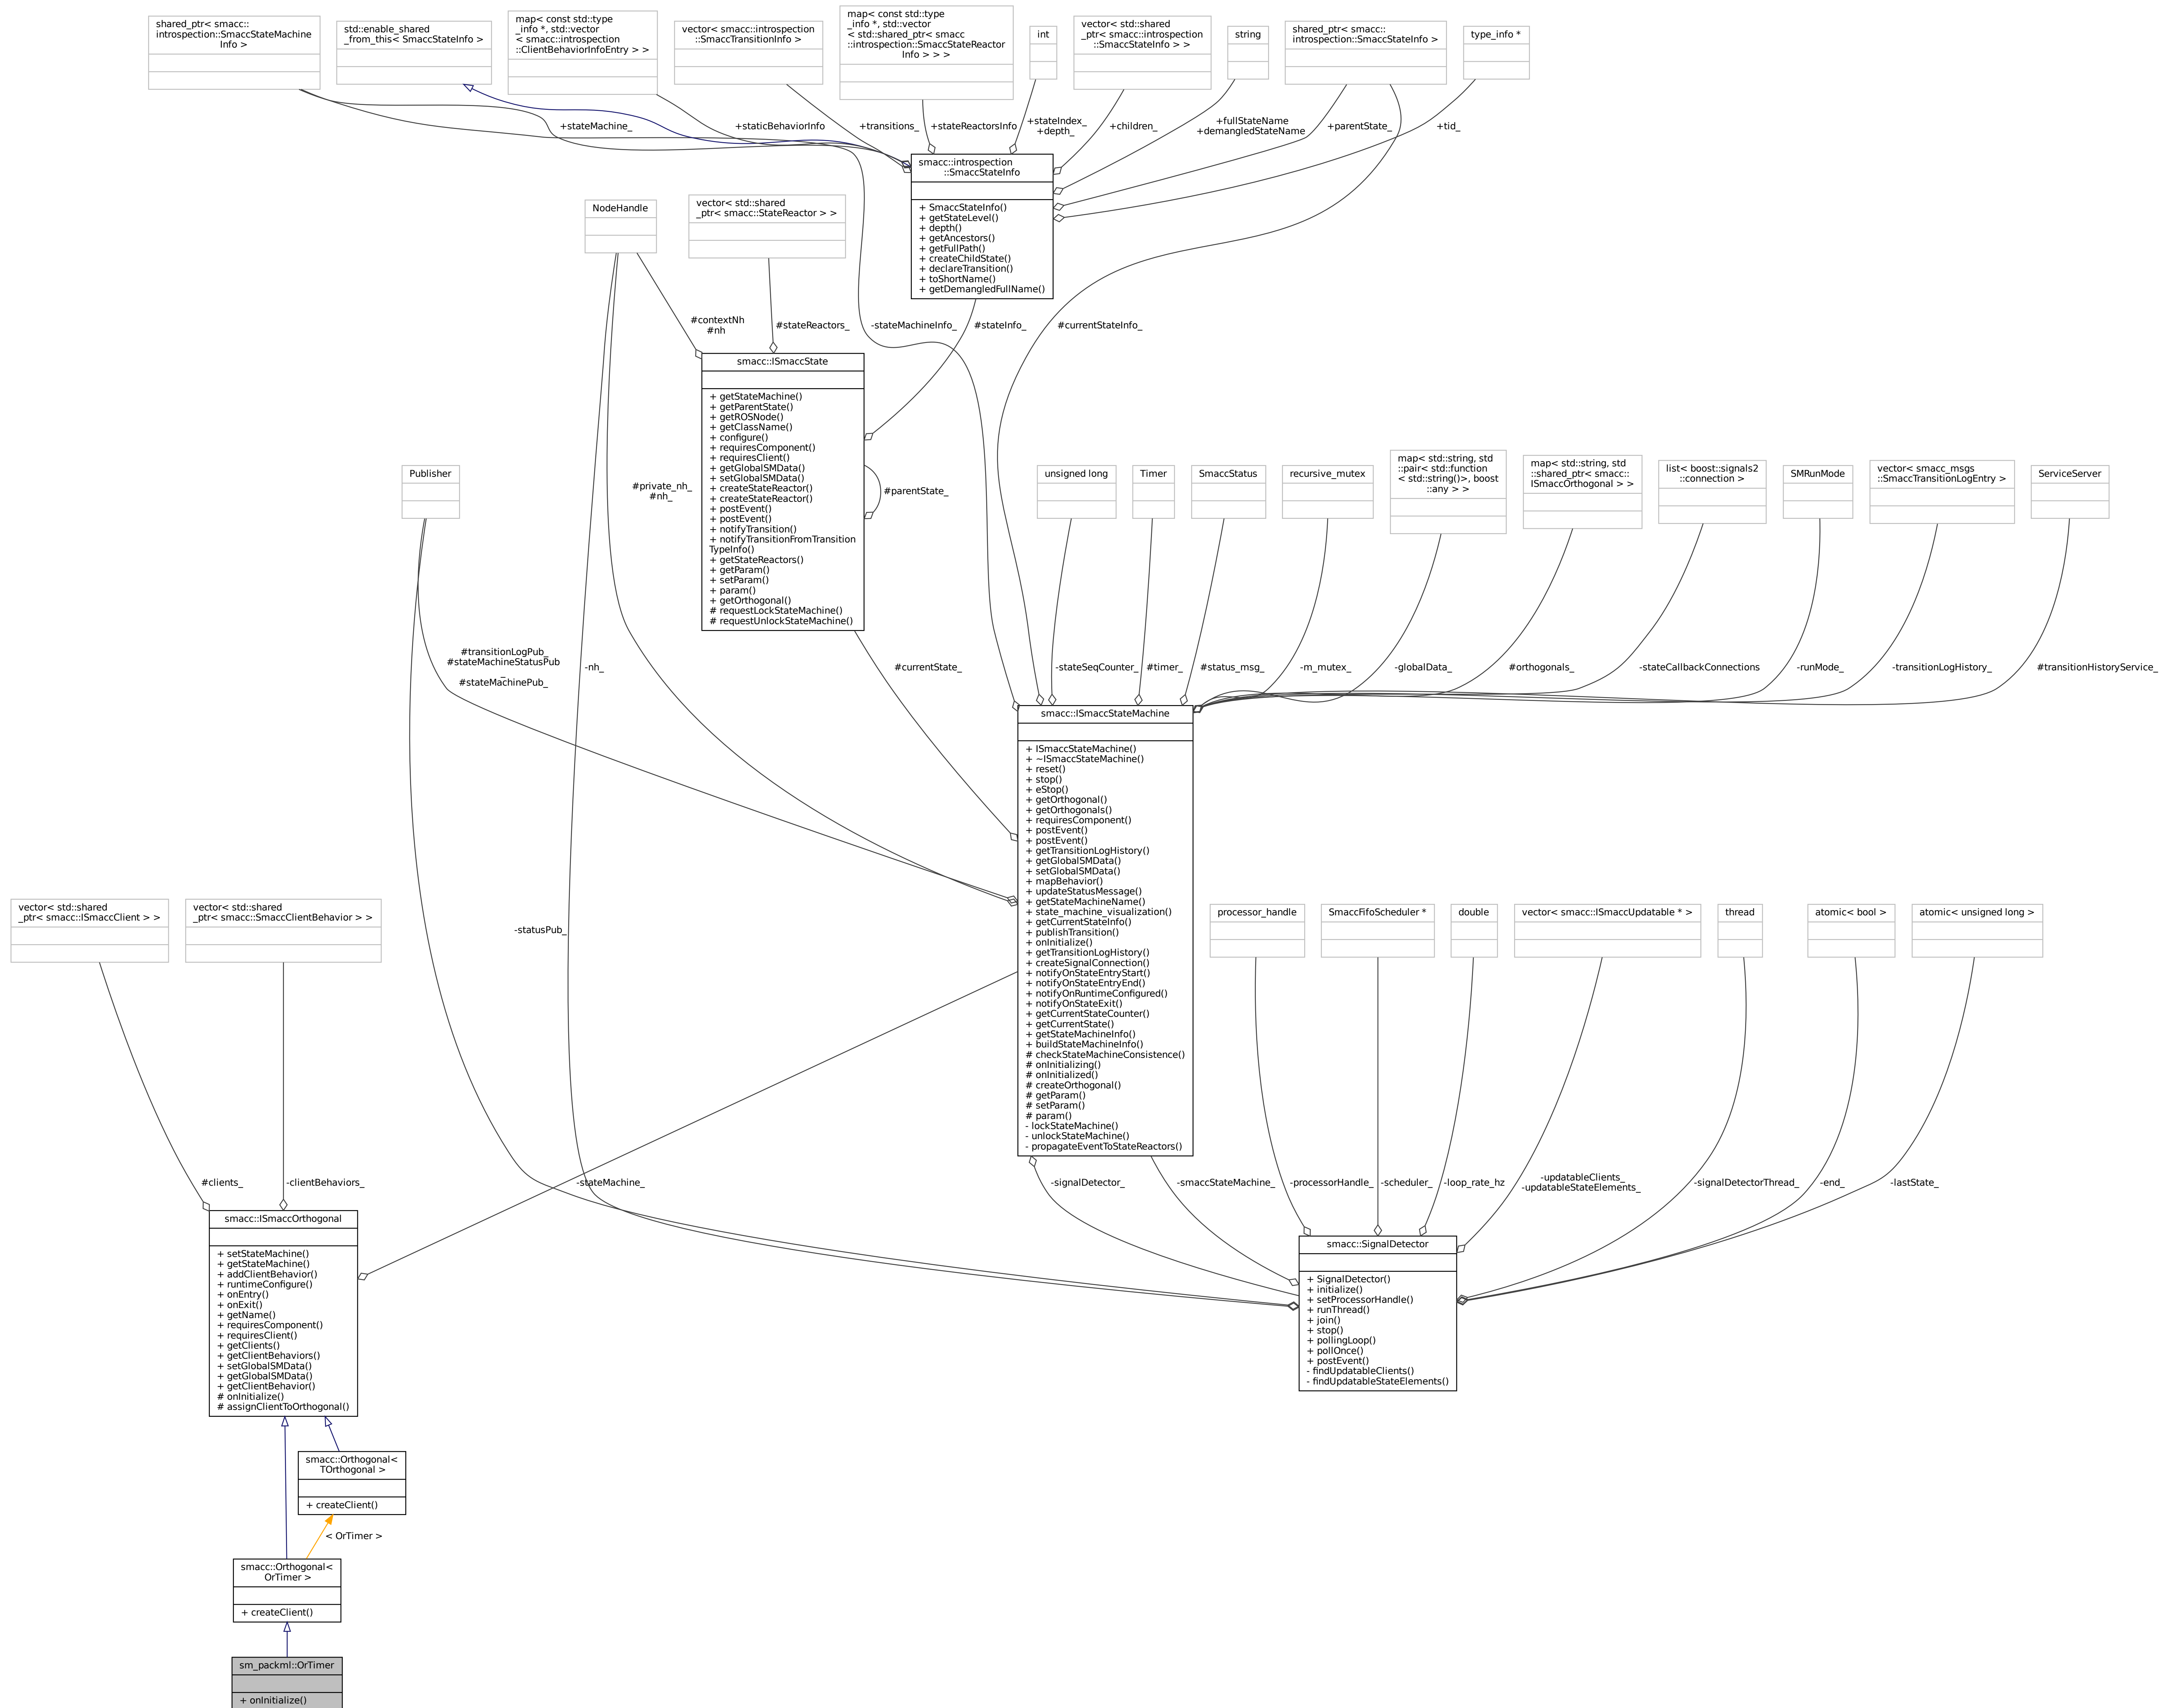 shared_ptr< smacc::
introspection::SmaccStateMachine
Info >
std::enable_shared
_from_this< SmaccStateInfo >
map< const std::type
_info *, std::vector
< smacc::introspection
::ClientBehaviorInfoEntry > >
vector< smacc::introspection
::SmaccTransitionInfo >
map< const std::type
_info *, std::vector
< std::shared_ptr< smacc
::introspection::SmaccStateReactor
Info > > >
int
vector< std::shared
_ptr< smacc::introspection
::SmaccStateInfo > >
string
shared_ptr< smacc::
introspection::SmaccStateInfo >
type_info *
+stateMachine_
+staticBehaviorInfo
+transitions_
+stateReactorsInfo
+stateIndex_
+depth_
+children_
+fullStateName
+demangledStateName
+parentState_
+tid_
smacc::introspection
::SmaccStateInfo
+ SmaccStateInfo()
+ getStateLevel()
+ depth()
+ getAncestors()
+ getFullPath()
+ createChildState()
+ declareTransition()
+ toShortName()
+ getDemangledFullName()
NodeHandle
vector< std::shared
_ptr< smacc::StateReactor > >
#contextNh
#nh
#stateReactors_
-stateMachineInfo_
#stateInfo_
#currentStateInfo_
smacc::ISmaccState
+ getStateMachine()
+ getParentState()
+ getROSNode()
+ getClassName()
+ configure()
+ requiresComponent()
+ requiresClient()
+ getGlobalSMData()
+ setGlobalSMData()
+ createStateReactor()
+ createStateReactor()
+ postEvent()
+ postEvent()
+ notifyTransition()
+ notifyTransitionFromTransition
TypeInfo()
+ getStateReactors()
+ getParam()
+ setParam()
+ param()
+ getOrthogonal()
# requestLockStateMachine()
# requestUnlockStateMachine()
#parentState_
Publisher
#private_nh_
#nh_
unsigned long
Timer
SmaccStatus
recursive_mutex
map< std::string, std
::pair< std::function
< std::string()>, boost
::any > >
map< std::string, std
::shared_ptr< smacc::
ISmaccOrthogonal > >
list< boost::signals2
::connection >
SMRunMode
vector< smacc_msgs
::SmaccTransitionLogEntry >
ServiceServer
#transitionLogPub_
#stateMachineStatusPub
_
#stateMachinePub_
-nh_
#currentState_
-stateSeqCounter_
#timer_
#status_msg_
-m_mutex_
-globalData_
#orthogonals_
-stateCallbackConnections
-runMode_
-transitionLogHistory_
#transitionHistoryService_
smacc::ISmaccStateMachine
+ ISmaccStateMachine()
+ ~ISmaccStateMachine()
+ reset()
+ stop()
+ eStop()
+ getOrthogonal()
+ getOrthogonals()
+ requiresComponent()
+ postEvent()
+ postEvent()
+ getTransitionLogHistory()
+ getGlobalSMData()
+ setGlobalSMData()
+ mapBehavior()
+ updateStatusMessage()
+ getStateMachineName()
+ state_machine_visualization()
+ getCurrentStateInfo()
+ publishTransition()
+ onInitialize()
+ getTransitionLogHistory()
+ createSignalConnection()
+ notifyOnStateEntryStart()
+ notifyOnStateEntryEnd()
+ notifyOnRuntimeConfigured()
+ notifyOnStateExit()
+ getCurrentStateCounter()
+ getCurrentState()
+ getStateMachineInfo()
+ buildStateMachineInfo()
# checkStateMachineConsistence()
# onInitializing()
# onInitialized()
# createOrthogonal()
# getParam()
# setParam()
# param()
- lockStateMachine()
- unlockStateMachine()
- propagateEventToStateReactors()
vector< std::shared
_ptr< smacc::ISmaccClient > >
vector< std::shared
_ptr< smacc::SmaccClientBehavior > >
-statusPub_
processor_handle
SmaccFifoScheduler *
double
vector< smacc::ISmaccUpdatable * >
thread
atomic< bool >
atomic< unsigned long >
#clients_
-clientBehaviors_
-stateMachine_
-signalDetector_
-smaccStateMachine_
-processorHandle_
-scheduler_
-loop_rate_hz
-updatableClients_
-updatableStateElements_
-signalDetectorThread_
-end_
-lastState_
smacc::ISmaccOrthogonal
+ setStateMachine()
+ getStateMachine()
+ addClientBehavior()
+ runtimeConfigure()
+ onEntry()
+ onExit()
+ getName()
+ requiresComponent()
+ requiresClient()
+ getClients()
+ getClientBehaviors()
+ setGlobalSMData()
+ getGlobalSMData()
+ getClientBehavior()
# onInitialize()
# assignClientToOrthogonal()
smacc::SignalDetector
+ SignalDetector()
+ initialize()
+ setProcessorHandle()
+ runThread()
+ join()
+ stop()
+ pollingLoop()
+ pollOnce()
+ postEvent()
- findUpdatableClients()
- findUpdatableStateElements()
smacc::Orthogonal<
TOrthogonal >
+ createClient()
< OrTimer >
smacc::Orthogonal<
OrTimer >
+ createClient()
sm_packml::OrTimer
+ onInitialize()